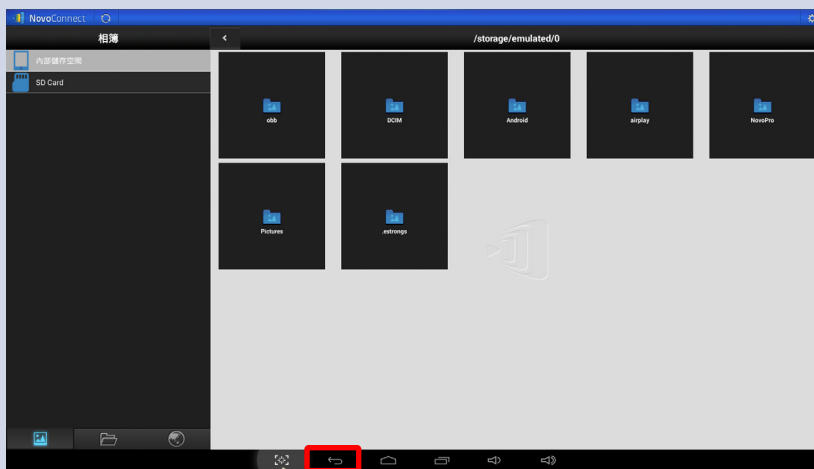 NovoConnect
相簿
/storage/emulated/0
內部儲存空間
SD Card
obb
DCIM
Android
airplay
NovoPro
Pictures
.estrongs